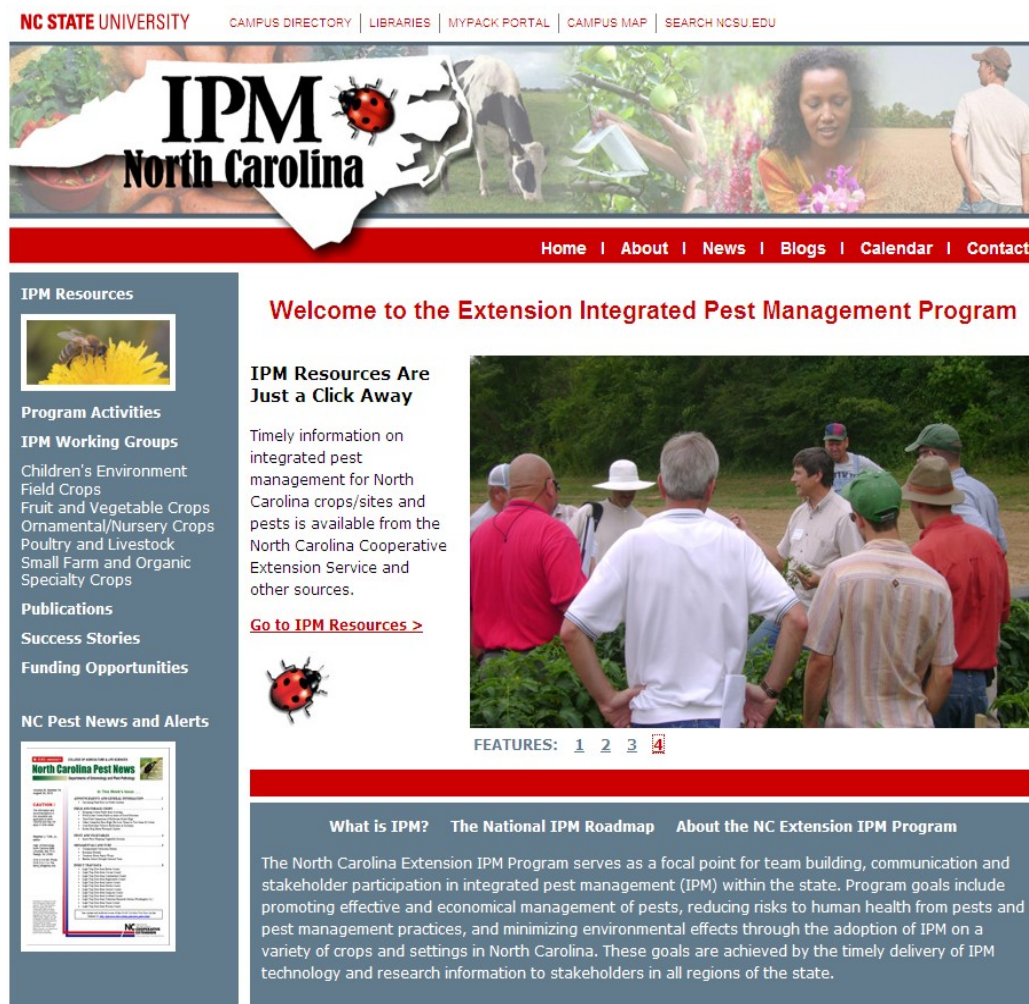 NC STATE UNIVERSITY
CAMPUS DIRECTORY | LIBRARIES | MYPACK PORTAL | CAMPUS MAP | SEARCH NCSU.EDU
IPM
North Carolina
Home | About | News | Blogs | Calendar | Contact
IPM Resources
Program Activities
IPM Working Groups
Children's Environment
Field Crops
Fruit and Vegetable Crops
Ornamental/Nursery Crops
Poultry and Livestock
Small Farm and Organic
Specialty Crops
Publications
Success Stories
Funding Opportunities
NC Pest News and Alerts
North Carolina Pest News
Welcome to the Extension Integrated Pest Management Program
IPM Resources Are
Just a Click Away
Timely information on
integrated pest
management for North
Carolina crops/sites and
pests is available from the
North Carolina Cooperative
Extension Service and
other sources.
Go to IPM Resources >
FEATURES: 1 2 3 4
What is IPM? The National IPM Roadmap About the NC Extension IPM Program
The North Carolina Extension IPM Program serves as a focal point for team building, communication and
stakeholder participation in integrated pest management (IPM) within the state. Program goals include
promoting effective and economical management of pests, reducing risks to human health from pests and
pest management practices, and minimizing environmental effects through the adoption of IPM on a
variety of crops and settings in North Carolina. These goals are achieved by the timely delivery of IPM
technology and research information to stakeholders in all regions of the state.